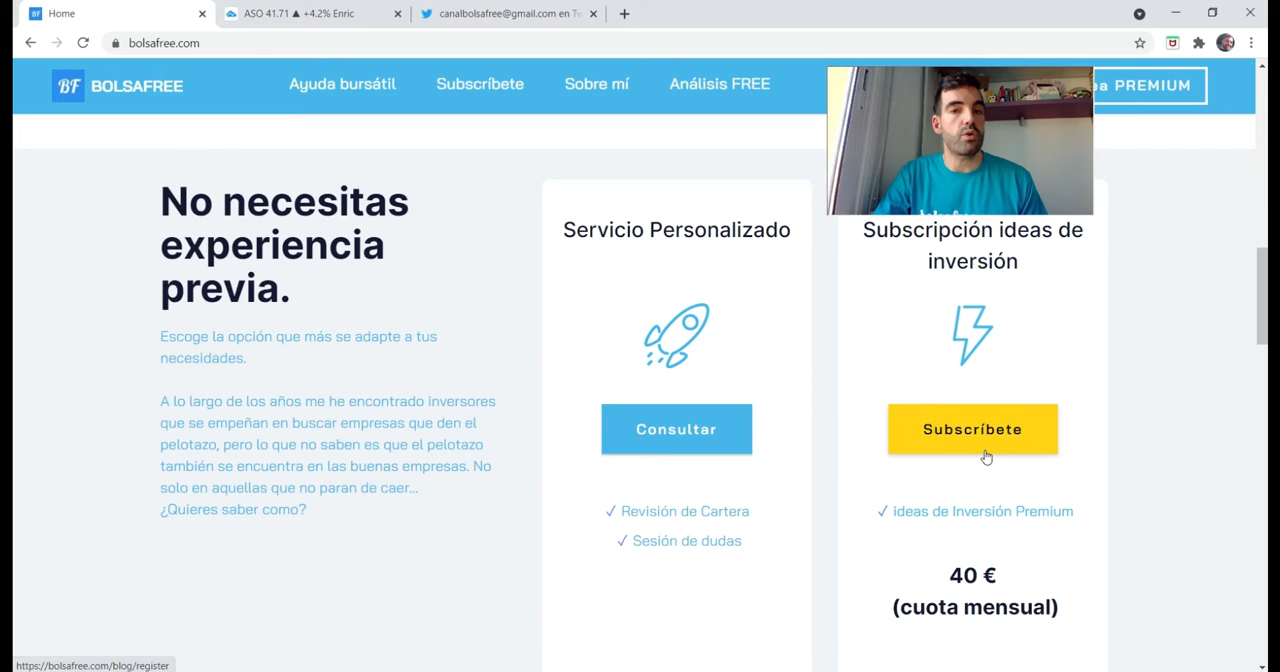 Home
ASO 41.71 ▲ +4.2% Enric
canalbolsafree@gmail.com en Tw
bolsafree.com
BF BOLSAFREE
Ayuda bursátil
Subscríbete
Sobre mí
Análisis FREE
ea PREMIUM
No necesitas
experiencia
previa.
Escoge la opción que más se adapte a tus
necesidades.
A lo largo de los años me he encontrado inversores
que se empeñan en buscar empresas que den el
pelotazo, pero lo que no saben es que el pelotazo
también se encuentra en las buenas empresas. No
solo en aquellas que no paran de caer...
¿Quieres saber como?
Servicio Personalizado
Consultar
✓ Revisión de Cartera
✓ Sesión de dudas
Subscripción ideas de
inversión
Subscríbete
✓ ideas de Inversión Premium
40 €
(cuota mensual)
https://bolsafree.com/blog/register